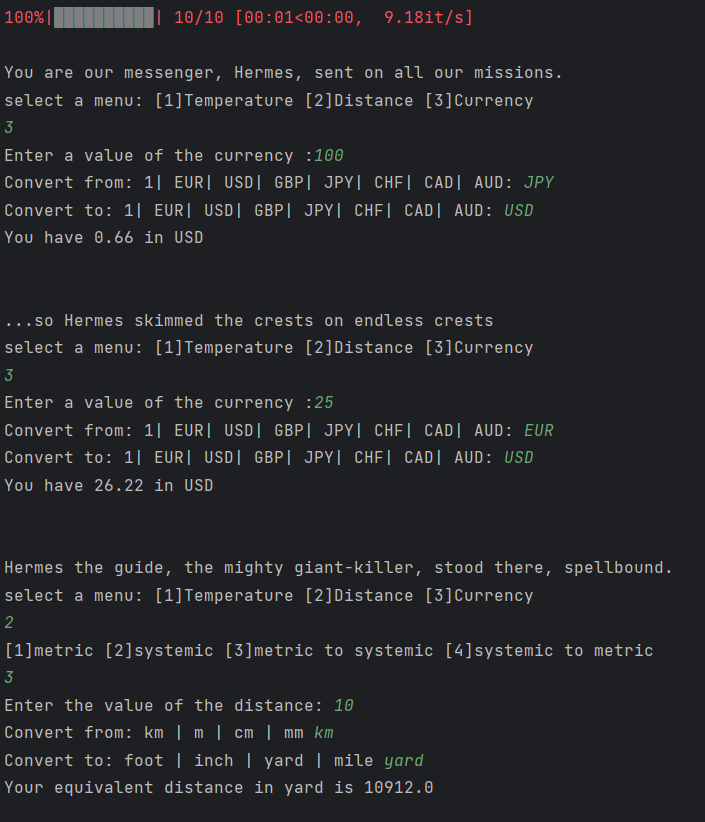 100%|██████████| 10/10 [00:01<00:00,  9.18it/s]
You are our messenger, Hermes, sent on all our missions.
select a menu: [1]Temperature [2]Distance [3]Currency
3
Enter a value of the currency :100
Convert from: 1| EUR| USD| GBP| JPY| CHF| CAD| AUD: JPY
Convert to: 1| EUR| USD| GBP| JPY| CHF| CAD| AUD: USD
You have 0.66 in USD
...so Hermes skimmed the crests on endless crests
select a menu: [1]Temperature [2]Distance [3]Currency
3
Enter a value of the currency :25
Convert from: 1| EUR| USD| GBP| JPY| CHF| CAD| AUD: EUR
Convert to: 1| EUR| USD| GBP| JPY| CHF| CAD| AUD: USD
You have 26.22 in USD
Hermes the guide, the mighty giant-killer, stood there, spellbound.
select a menu: [1]Temperature [2]Distance [3]Currency
2
[1]metric [2]systemic [3]metric to systemic [4]systemic to metric
3
Enter the value of the distance: 10
Convert from: km | m | cm | mm km
Convert to: foot | inch | yard | mile yard
Your equivalent distance in yard is 10912.0